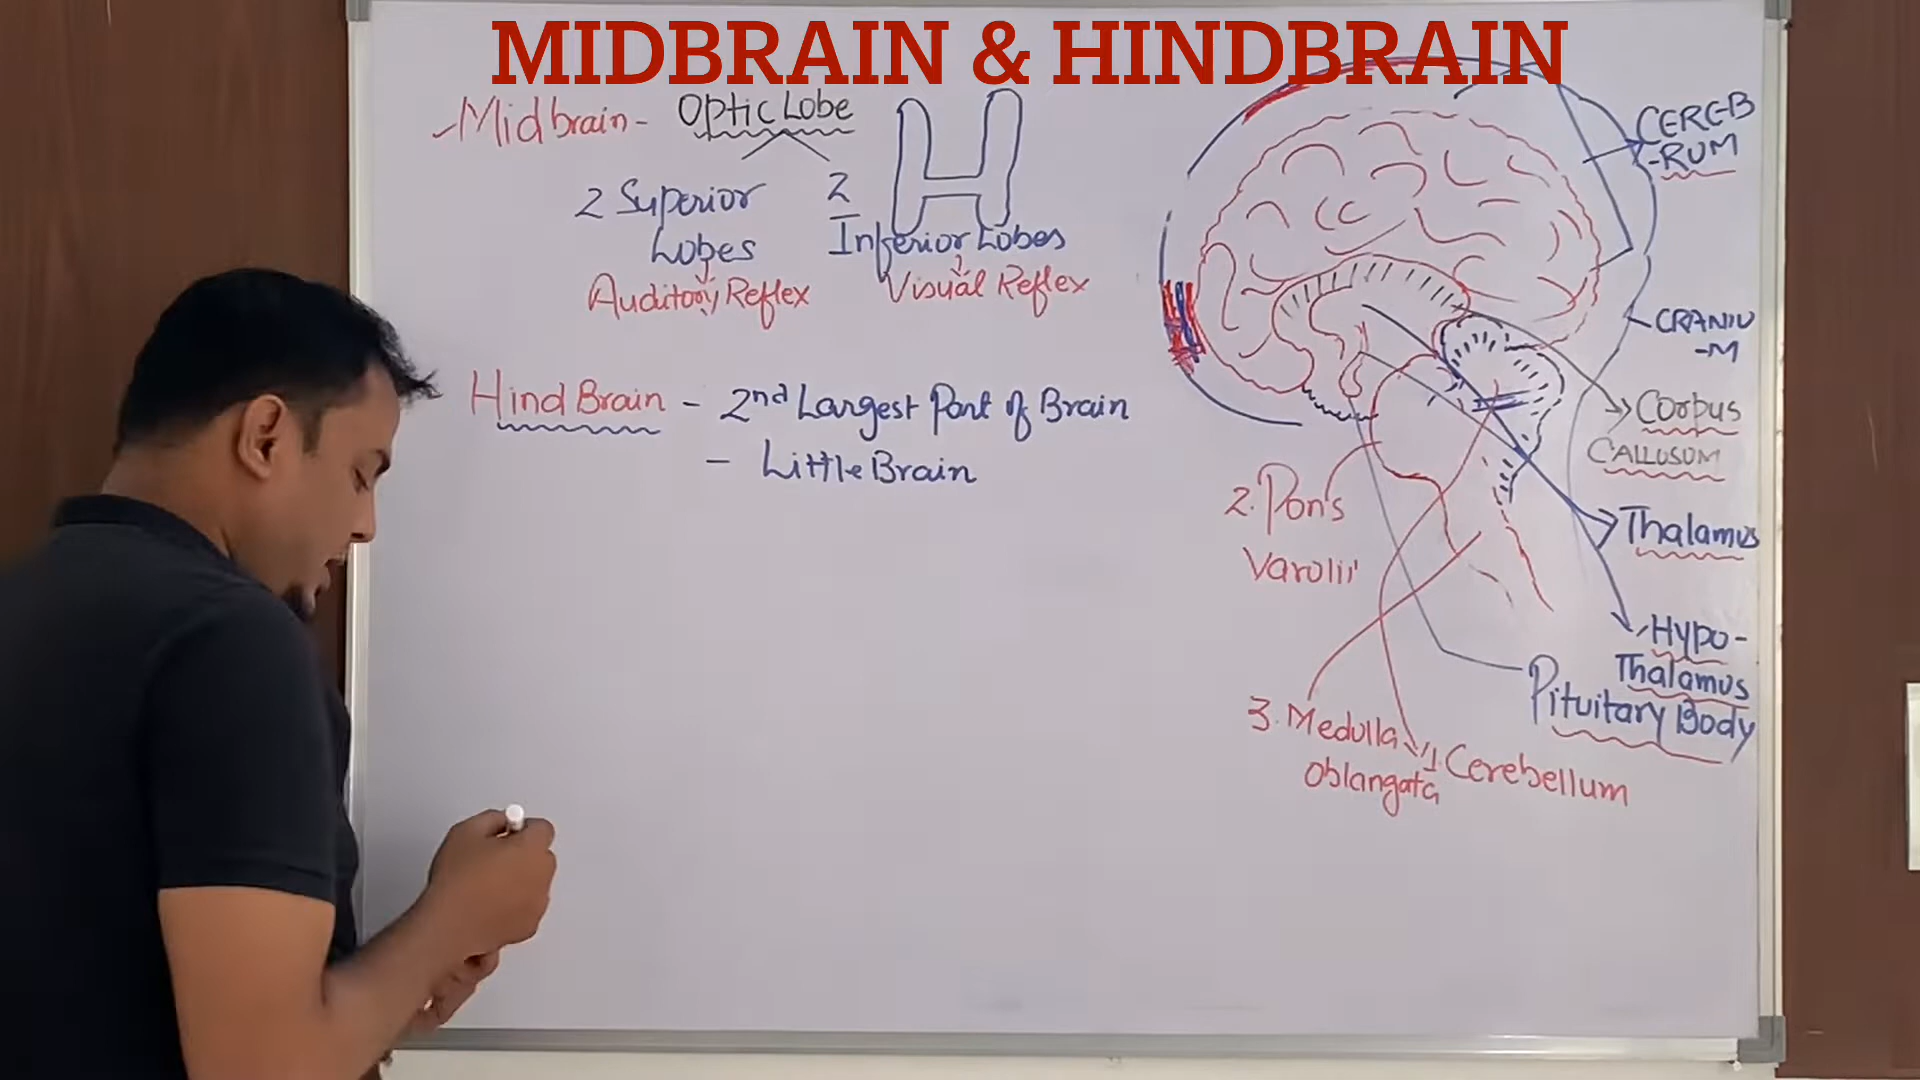 MIDBRAIN & HINDBRAIN
Midbrain - Optic Lobe
2 Superior
Lobes
Auditory Reflex
2
Inferior Lobes
Visual Reflex
H
Hind Brain - 2nd Largest Part of Brain
- Little Brain
CEREB
-RUM
CRANIU
-M
Corpus
CALLOSUM
Thalamus
Hypo-
Thalamus
Pituitary Body
2. Pons
Varolii
3. Medulla
Oblangata
1. Cerebellum